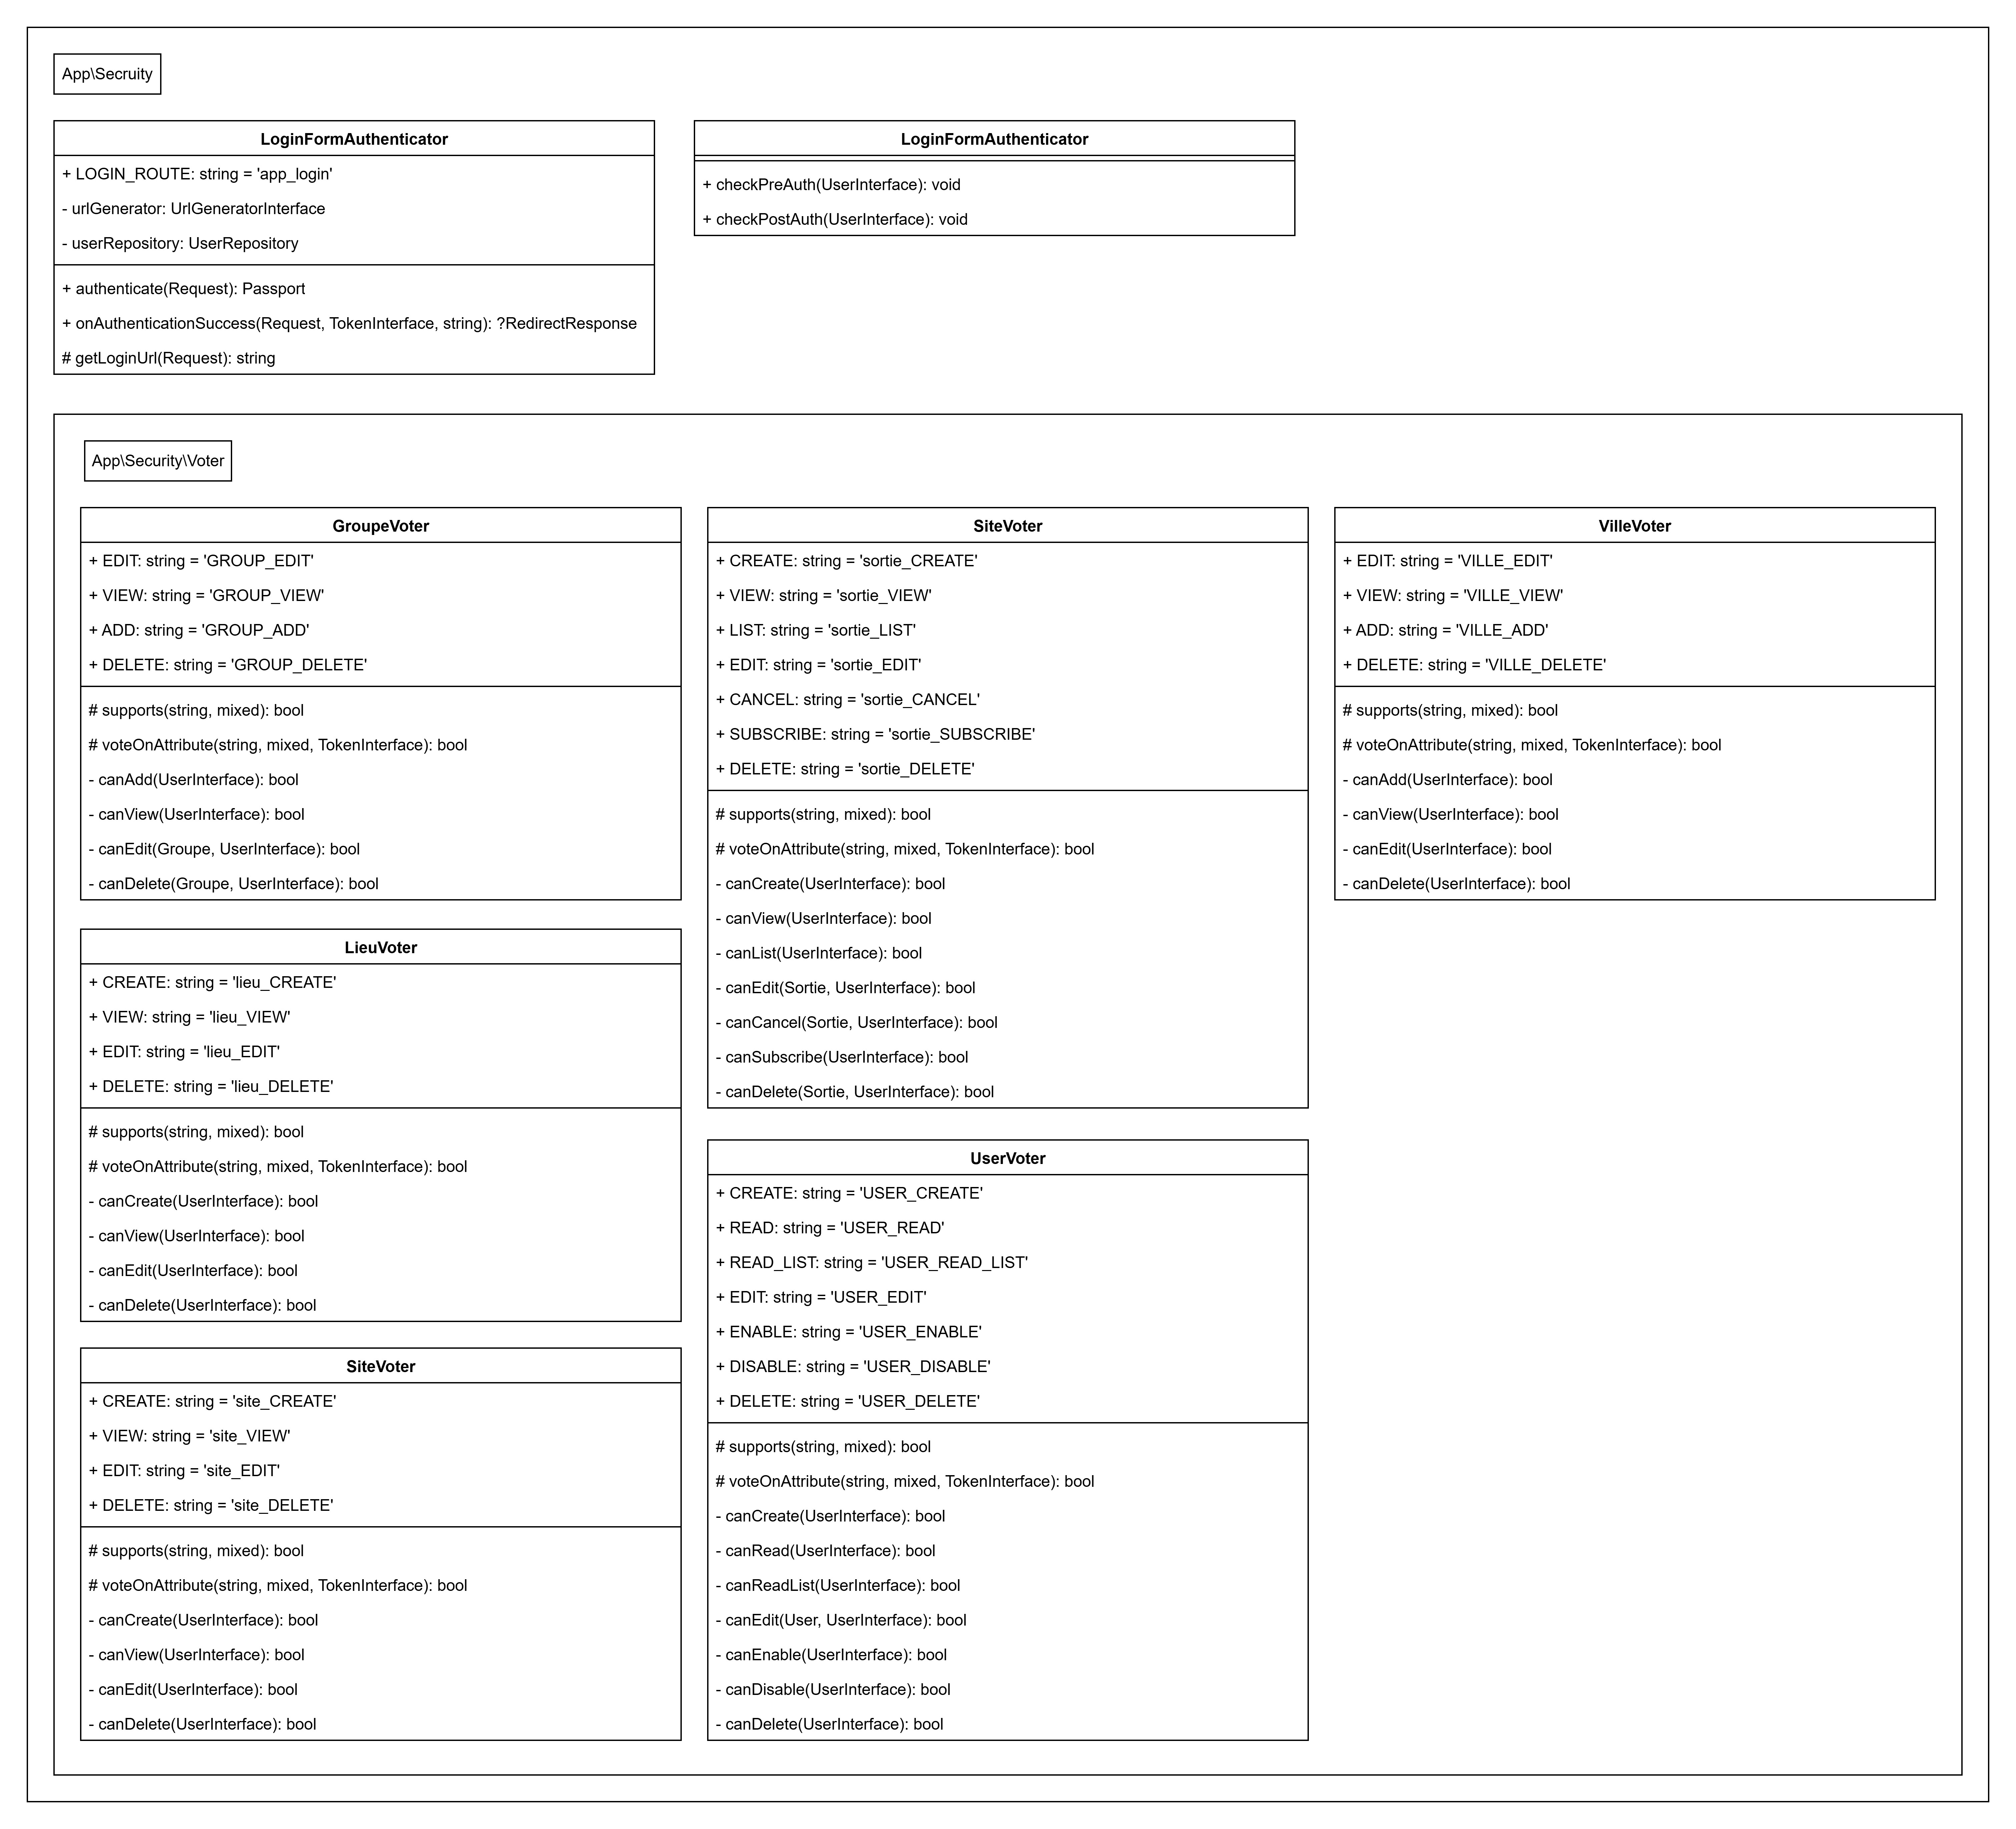 App\Secruity
LoginFormAuthenticator
+ LOGIN_ROUTE: string = 'app_login'
- urlGenerator: UrlGeneratorInterface
- userRepository: UserRepository
+ authenticate(Request): Passport
+ onAuthenticationSuccess(Request, TokenInterface, string): ?RedirectResponse
# getLoginUrl(Request): string
LoginFormAuthenticator
+ checkPreAuth(UserInterface): void
+ checkPostAuth(UserInterface): void
App\Security\Voter
GroupeVoter
+ EDIT: string = 'GROUP_EDIT'
+ VIEW: string = 'GROUP_VIEW'
+ ADD: string = 'GROUP_ADD'
+ DELETE: string = 'GROUP_DELETE'
# supports(string, mixed): bool
# voteOnAttribute(string, mixed, TokenInterface): bool
- canAdd(UserInterface): bool
- canView(UserInterface): bool
- canEdit(Groupe, UserInterface): bool
- canDelete(Groupe, UserInterface): bool
LieuVoter
+ CREATE: string = 'lieu_CREATE'
+ VIEW: string = 'lieu_VIEW'
+ EDIT: string = 'lieu_EDIT'
+ DELETE: string = 'lieu_DELETE'
# supports(string, mixed): bool
# voteOnAttribute(string, mixed, TokenInterface): bool
- canCreate(UserInterface): bool
- canView(UserInterface): bool
- canEdit(UserInterface): bool
- canDelete(UserInterface): bool
SiteVoter
+ CREATE: string = 'site_CREATE'
+ VIEW: string = 'site_VIEW'
+ EDIT: string = 'site_EDIT'
+ DELETE: string = 'site_DELETE'
# supports(string, mixed): bool
# voteOnAttribute(string, mixed, TokenInterface): bool
- canCreate(UserInterface): bool
- canView(UserInterface): bool
- canEdit(UserInterface): bool
- canDelete(UserInterface): bool
SiteVoter
+ CREATE: string = 'sortie_CREATE'
+ VIEW: string = 'sortie_VIEW'
+ LIST: string = 'sortie_LIST'
+ EDIT: string = 'sortie_EDIT'
+ CANCEL: string = 'sortie_CANCEL'
+ SUBSCRIBE: string = 'sortie_SUBSCRIBE'
+ DELETE: string = 'sortie_DELETE'
# supports(string, mixed): bool
# voteOnAttribute(string, mixed, TokenInterface): bool
- canCreate(UserInterface): bool
- canView(UserInterface): bool
- canList(UserInterface): bool
- canEdit(Sortie, UserInterface): bool
- canCancel(Sortie, UserInterface): bool
- canSubscribe(UserInterface): bool
- canDelete(Sortie, UserInterface): bool
UserVoter
+ CREATE: string = 'USER_CREATE'
+ READ: string = 'USER_READ'
+ READ_LIST: string = 'USER_READ_LIST'
+ EDIT: string = 'USER_EDIT'
+ ENABLE: string = 'USER_ENABLE'
+ DISABLE: string = 'USER_DISABLE'
+ DELETE: string = 'USER_DELETE'
# supports(string, mixed): bool
# voteOnAttribute(string, mixed, TokenInterface): bool
- canCreate(UserInterface): bool
- canRead(UserInterface): bool
- canReadList(UserInterface): bool
- canEdit(User, UserInterface): bool
- canEnable(UserInterface): bool
- canDisable(UserInterface): bool
- canDelete(UserInterface): bool
VilleVoter
+ EDIT: string = 'VILLE_EDIT'
+ VIEW: string = 'VILLE_VIEW'
+ ADD: string = 'VILLE_ADD'
+ DELETE: string = 'VILLE_DELETE'
# supports(string, mixed): bool
# voteOnAttribute(string, mixed, TokenInterface): bool
- canAdd(UserInterface): bool
- canView(UserInterface): bool
- canEdit(UserInterface): bool
- canDelete(UserInterface): bool